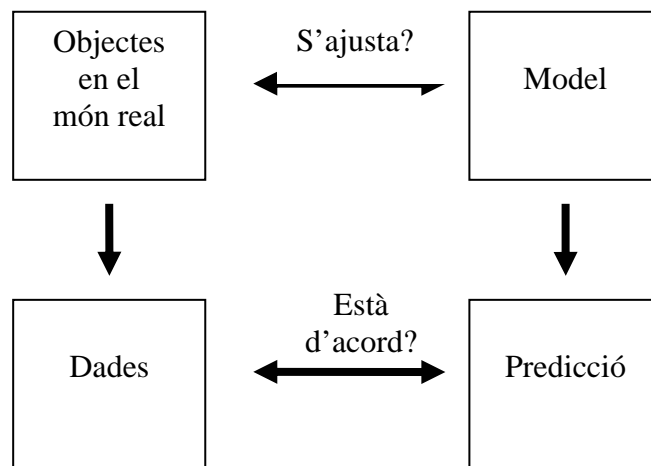 Objectes
en el
món real
S’ajusta?
Model
Dades
Està
d’acord?
Predicció